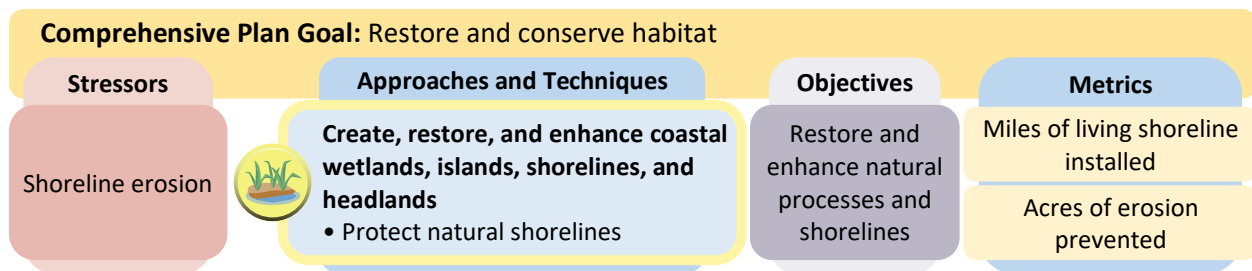 Comprehensive Plan Goal: Restore and conserve habitat
Stressors
Shoreline erosion
Approaches and Techniques
Create, restore, and enhance coastal
wetlands, islands, shorelines, and
headlands
• Protect natural shorelines
Objectives
Restore and
enhance natural
processes and
shorelines
Metrics
Miles of living shoreline
installed
Acres of erosion
prevented